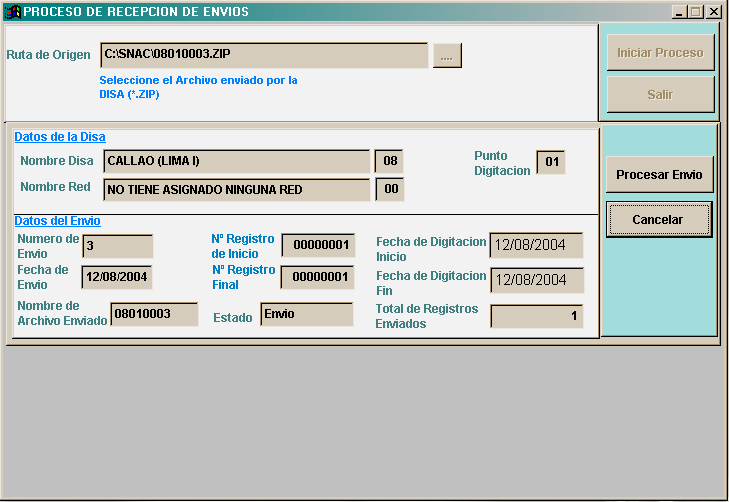 PROCESO DE RECEPCION DE ENVIOS
Ruta de Origen C:\SNAC\08010003.ZIP ....
Seleccione el Archivo enviado por la
DISA (*.ZIP)
Iniciar Proceso
Salir
Datos de la Disa
Nombre Disa CALLAO (LIMA I) 08
Punto
Digitacion 01
Nombre Red NO TIENE ASIGNADO NINGUNA RED 00
Procesar Envio
Cancelar
Datos del Envio
Numero de
Envio 3
Nº Registro
de Inicio 00000001
Fecha de Digitacion
Inicio 12/08/2004
Fecha de
Envio 12/08/2004
Nº Registro
Final 00000001
Fecha de Digitacion
Fin 12/08/2004
Nombre de
Archivo Enviado 08010003
Estado Envio
Total de Registros
Enviados 1